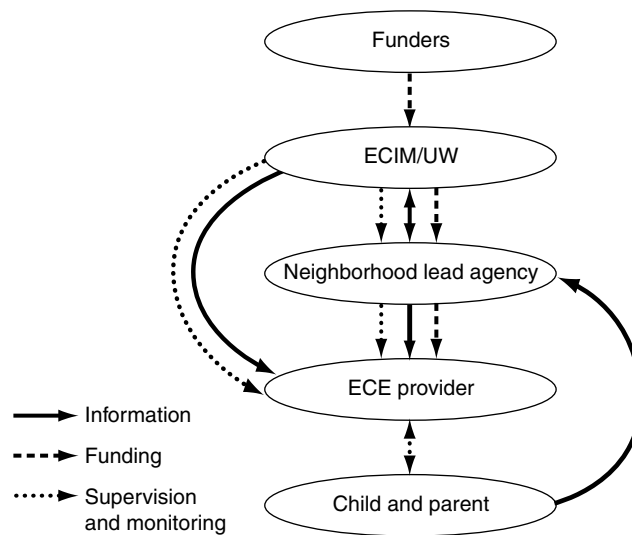 Funders
ECIM/UW
Neighborhood lead agency
ECE provider
Child and parent
Information
Funding
Supervision
and monitoring